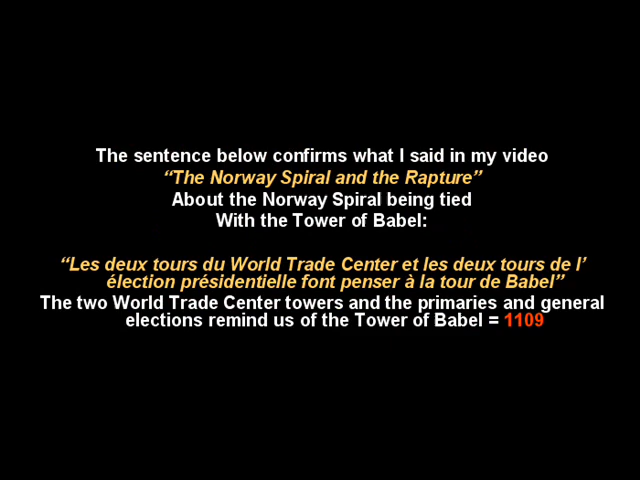 The sentence below confirms what I said in my video
“The Norway Spiral and the Rapture”
About the Norway Spiral being tied
With the Tower of Babel:
“Les deux tours du World Trade Center et les deux tours de l’
élection présidentielle font penser à la tour de Babel”
The two World Trade Center towers and the primaries and general
elections remind us of the Tower of Babel = 1109